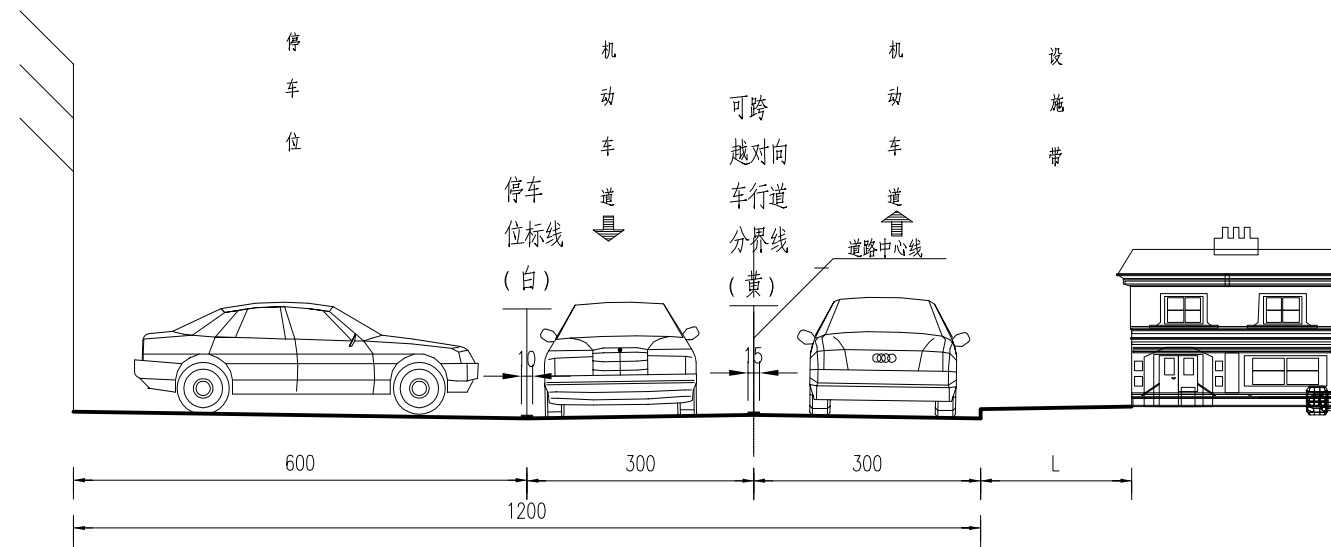 停车位
机动车道
机动车道
设施带
停车
位标线
(白)
可跨
越对向
车行道
分界线
(黄)
道路中心线
10
15
600
300
300
L
1200